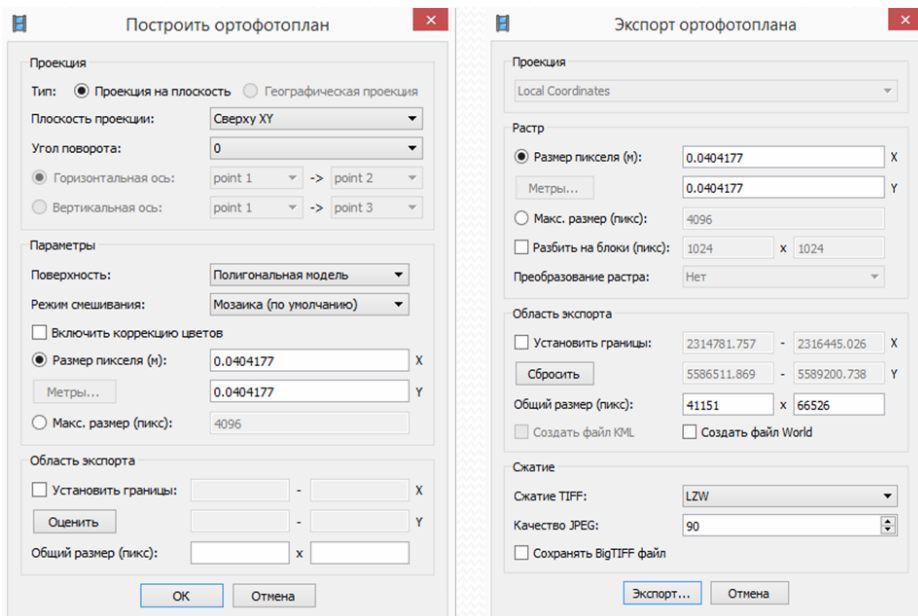 Построить ортофотоплан
Проекция
Тип: Проекция на плоскость Географическая проекция
Плоскость проекции: Сверху XY
Угол поворота: 0
Горизонтальная ось: point 1 -> point 2
Вертикальная ось: point 1 -> point 3
Параметры
Поверхность: Полигональная модель
Режим смешивания: Мозаика (по умолчанию)
Включить коррекцию цветов
Размер пикселя (м): 0.0404177 X
Метры... 0.0404177 Y
Макс. размер (пикс): 4096
Область экспорта
Установить границы: - X
Оценить - Y
Общий размер (пикс): x
OK Отмена
Экспорт ортофотоплана
Проекция
Local Coordinates
Растр
Размер пикселя (м): 0.0404177 X
Метры... 0.0404177 Y
Макс. размер (пикс): 4096
Разбить на блоки (пикс): 1024 x 1024
Преобразование растра: Нет
Область экспорта
Установить границы: 2314781.757 - 2316445.026 X
Сбросить 5586511.869 - 5589200.738 Y
Общий размер (пикс): 41151 x 66526
Создать файл KML Создать файл World
Сжатие
Сжатие TIFF: LZW
Качество JPEG: 90
Сохранять BigTIFF файл
Экспорт... Отмена